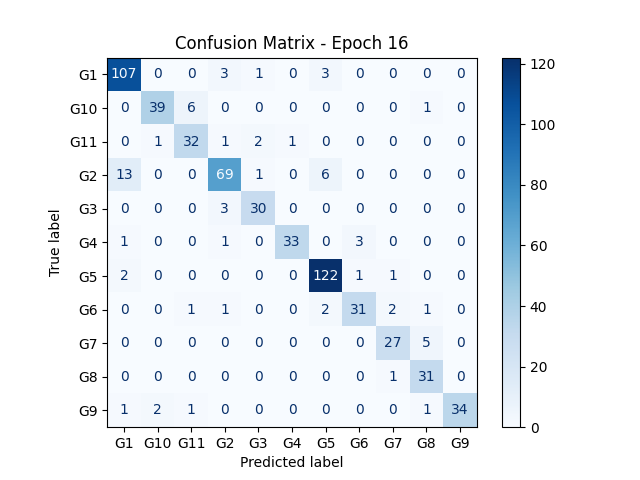 Confusion Matrix - Epoch 16
True label
G1 107 0 0 3 1 0 3 0 0 0 0
G10 0 39 6 0 0 0 0 0 0 1 0
G11 0 1 32 1 2 1 0 0 0 0 0
G2 13 0 0 69 1 0 6 0 0 0 0
G3 0 0 0 3 30 0 0 0 0 0 0
G4 1 0 0 1 0 33 0 3 0 0 0
G5 2 0 0 0 0 0 122 1 1 0 0
G6 0 0 1 1 0 0 2 31 2 1 0
G7 0 0 0 0 0 0 0 0 27 5 0
G8 0 0 0 0 0 0 0 0 1 31 0
G9 1 2 1 0 0 0 0 0 0 1 34
G1 G10 G11 G2 G3 G4 G5 G6 G7 G8 G9
Predicted label
120
100
80
60
40
20
0